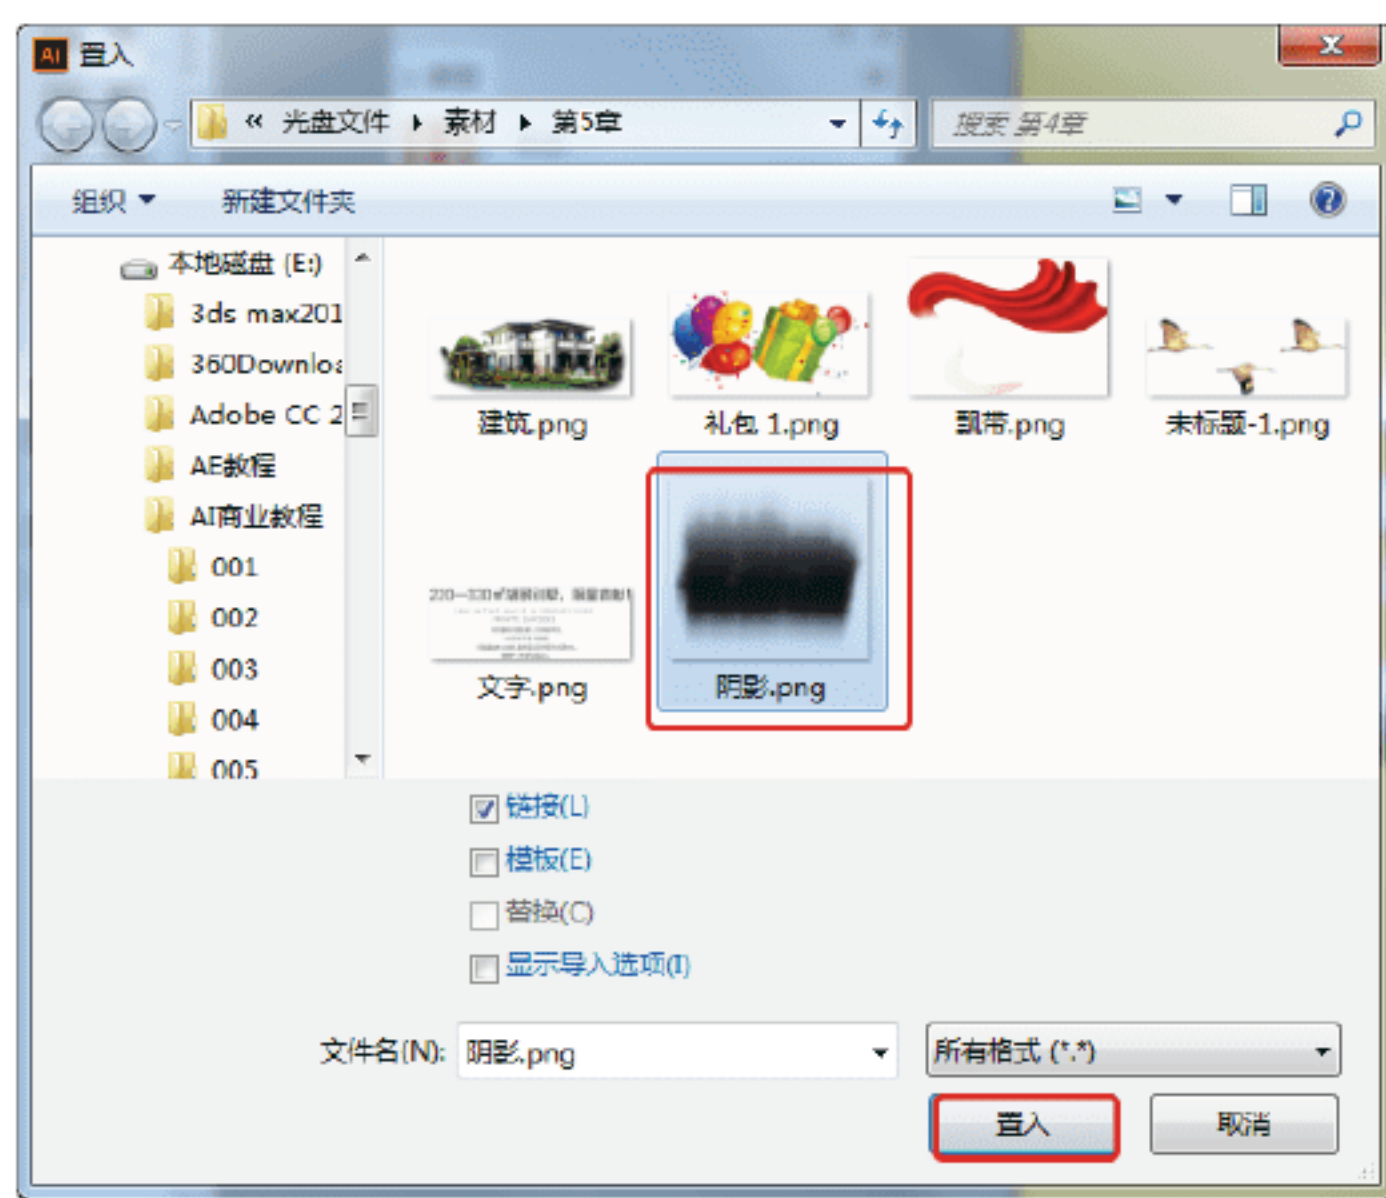 AI 置入
« 光盘文件 ▸ 素材 ▸ 第5章
搜索 第4章
组织 新建文件夹
本地磁盘 (E:)
3ds max201
360Downloa
Adobe CC 2
AE教程
AI商业教程
001
002
003
004
005
建筑.png
礼包 1.png
飘带.png
未标题-1.png
文字.png
阴影.png
链接(L)
模板(E)
替换(C)
显示导入选项(I)
文件名(N): 阴影.png
所有格式 (*.*)
置入
取消